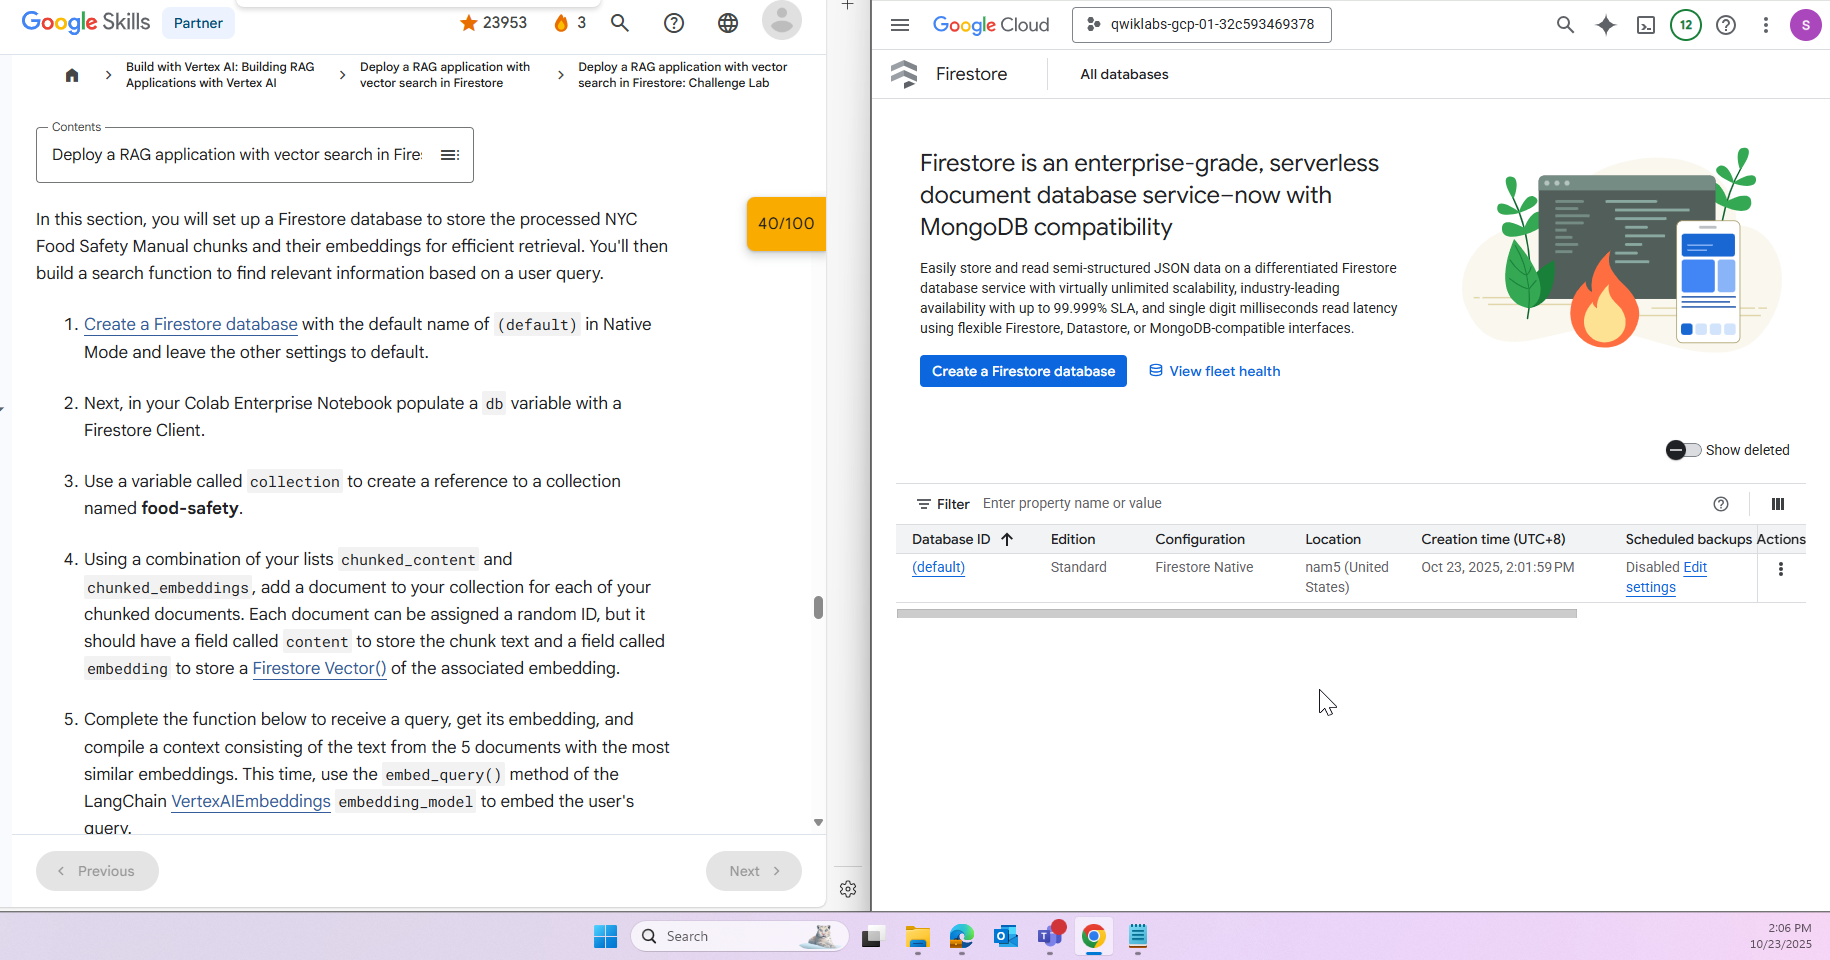 Google Skills
Partner
23953
3
Build with Vertex AI: Building RAG
Applications with Vertex AI
Deploy a RAG application with
vector search in Firestore
Deploy a RAG application with vector
search in Firestore: Challenge Lab
Contents
Deploy a RAG application with vector search in Fire
40/100
In this section, you will set up a Firestore database to store the processed NYC
Food Safety Manual chunks and their embeddings for efficient retrieval. You'll then
build a search function to find relevant information based on a user query.
1. Create a Firestore database with the default name of (default) in Native
Mode and leave the other settings to default.
2. Next, in your Colab Enterprise Notebook populate a db variable with a
Firestore Client.
3. Use a variable called collection to create a reference to a collection
named food-safety.
4. Using a combination of your lists chunked_content and
chunked_embeddings, add a document to your collection for each of your
chunked documents. Each document can be assigned a random ID, but it
should have a field called content to store the chunk text and a field called
embedding to store a Firestore Vector() of the associated embedding.
5. Complete the function below to receive a query, get its embedding, and
compile a context consisting of the text from the 5 documents with the most
similar embeddings. This time, use the embed_query() method of the
LangChain VertexAIEmbeddings embedding_model to embed the user's
query.
Previous
Next
Google Cloud
qwiklabs-gcp-01-32c593469378
12
S
Firestore
All databases
Firestore is an enterprise-grade, serverless
document database service–now with
MongoDB compatibility
Easily store and read semi-structured JSON data on a differentiated Firestore
database service with virtually unlimited scalability, industry-leading
availability with up to 99.999% SLA, and single digit milliseconds read latency
using flexible Firestore, Datastore, or MongoDB-compatible interfaces.
Create a Firestore database
View fleet health
Show deleted
Filter
Enter property name or value
Database ID
Edition
Configuration
Location
Creation time (UTC+8)
Scheduled backups
Actions
(default)
Standard
Firestore Native
nam5 (United
States)
Oct 23, 2025, 2:01:59 PM
Disabled Edit
settings
Search
2:06 PM
10/23/2025